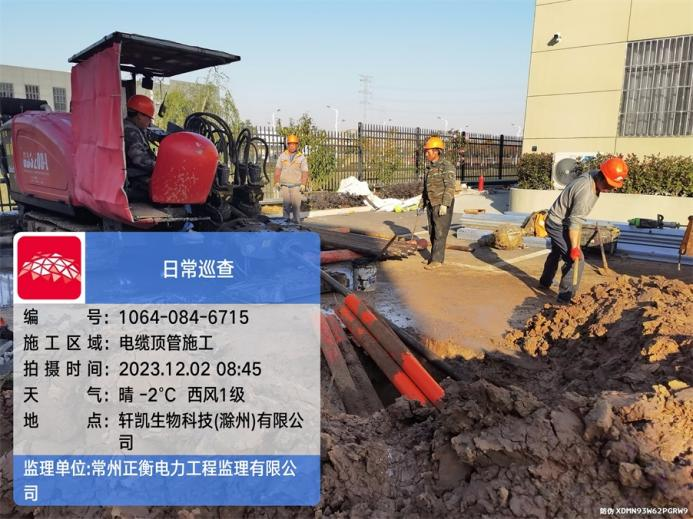 日常巡查
编 号: 1064-084-6715
施工区域: 电缆顶管施工
拍摄时间: 2023.12.02 08:45
天 气: 晴 -2°C 西风1级
地 点: 轩凯生物科技(滁州)有限公
司
监理单位:常州正衡电力工程监理有限公
司
防伪 XDMN93W62PGRW9